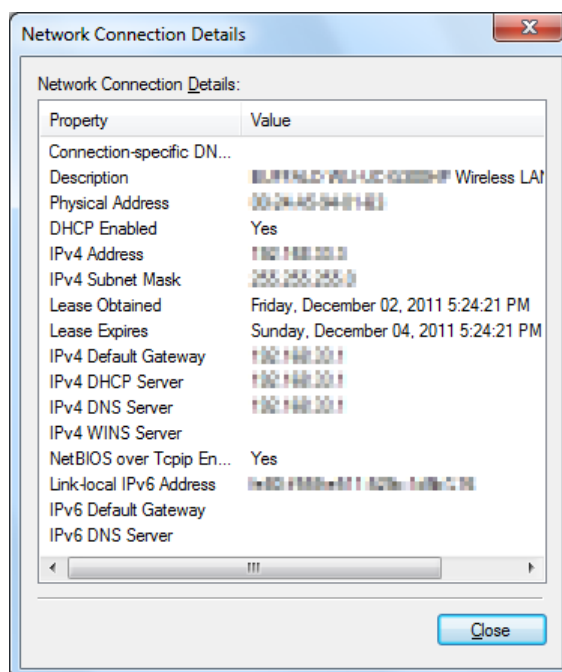 Network Connection Details
Network Connection Details:
Property Value
Connection-specific DN...
Description Wireless LAN
Physical Address
DHCP Enabled Yes
IPv4 Address
IPv4 Subnet Mask
Lease Obtained Friday, December 02, 2011 5:24:21 PM
Lease Expires Sunday, December 04, 2011 5:24:21 PM
IPv4 Default Gateway
IPv4 DHCP Server
IPv4 DNS Server
IPv4 WINS Server
NetBIOS over Tcpip En... Yes
Link-local IPv6 Address
IPv6 Default Gateway
IPv6 DNS Server
Close